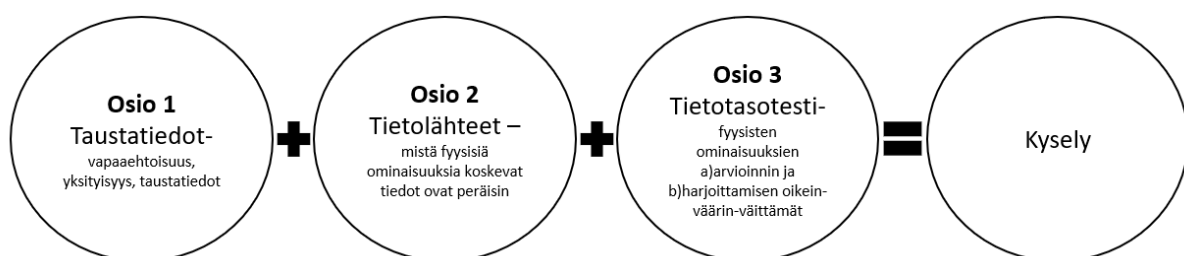 Osio 1
Taustatiedot-
vapaaehtoisuus,
yksityisyys, taustatiedot
Osio 2
Tietolähteet –
mistä fyysisiä
ominaisuuksia koskevat
tiedot ovat peräisin
Osio 3
Tietotasotesti-
fyysisten
ominaisuuksien
a)arvioinnin ja
b)harjoittamisen oikein-
väärin-väittämät
Kysely